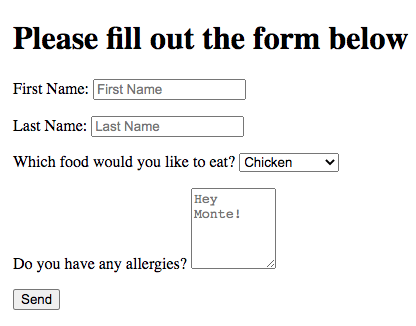 Please fill out the form below
First Name: First Name
Last Name: Last Name
Which food would you like to eat? Chicken
Hey
Monte!
Do you have any allergies?
Send